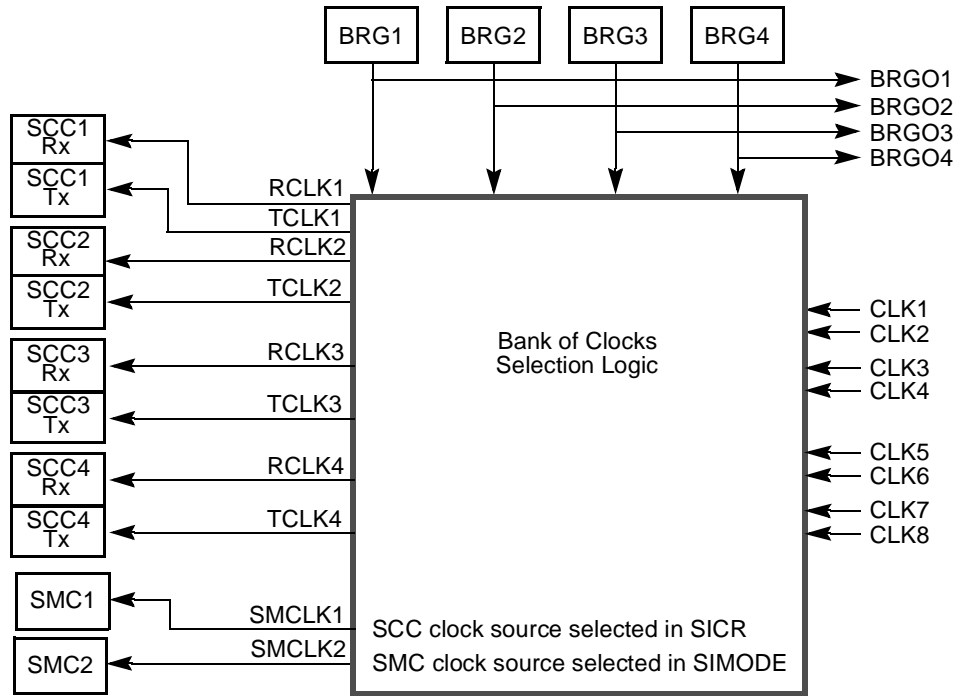 BRG1
BRG2
BRG3
BRG4
BRGO1
BRGO2
BRGO3
BRGO4
SCC1
Rx
SCC1
Tx
SCC2
Rx
SCC2
Tx
SCC3
Rx
SCC3
Tx
SCC4
Rx
SCC4
Tx
SMC1
SMC2
RCLK1
TCLK1
RCLK2
TCLK2
RCLK3
TCLK3
RCLK4
TCLK4
SMCLK1
SMCLK2
Bank of Clocks
Selection Logic
SCC clock source selected in SICR
SMC clock source selected in SIMODE
CLK1
CLK2
CLK3
CLK4
CLK5
CLK6
CLK7
CLK8